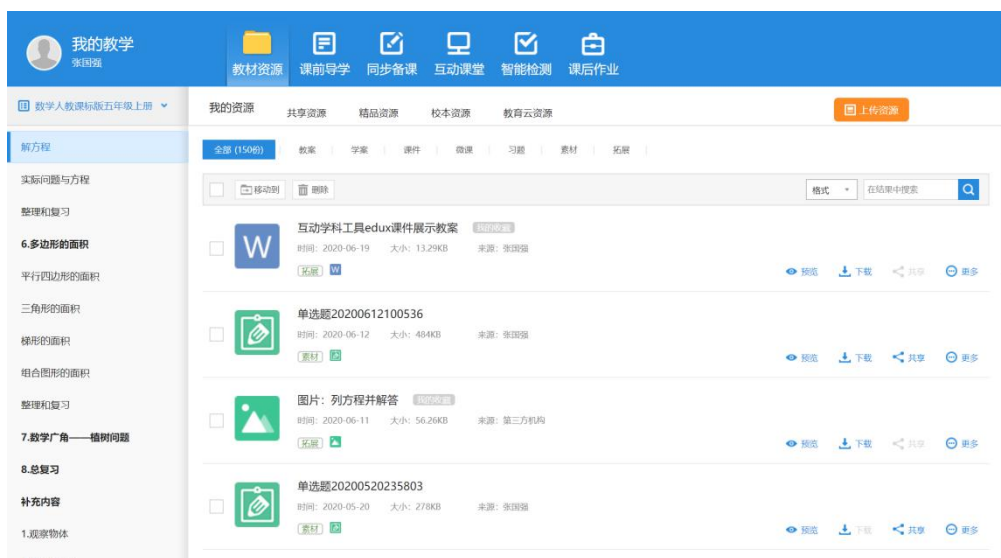 我的教学
张国强
教材资源 课前导学 同步备课 互动课堂 智能检测 课后作业
数学人教课标版五年级上册
我的资源 共享资源 精品资源 校本资源 教育云资源 上传资源
解方程
全部 (150份) 教案 学案 课件 微课 习题 素材 拓展
实际问题与方程
移动到 删除 格式 在结果中搜索
整理和复习
6.多边形的面积
平行四边形的面积
三角形的面积
梯形的面积
组合图形的面积
整理和复习
7.数学广角——植树问题
8.总复习
补充内容
1.观察物体
互动学科工具edux课件展示教案 我的收藏
时间: 2020-06-19 大小: 13.29KB 来源: 张国强
拓展 W
预览 下载 共享 更多
单选题20200612100536
时间: 2020-06-12 大小: 484KB 来源: 张国强
素材
预览 下载 共享 更多
图片：列方程并解答 我的收藏
时间: 2020-06-11 大小: 56.26KB 来源: 第三方机构
拓展
预览 下载 共享 更多
单选题20200520235803
时间: 2020-05-20 大小: 278KB 来源: 张国强
素材
预览 下载 共享 更多